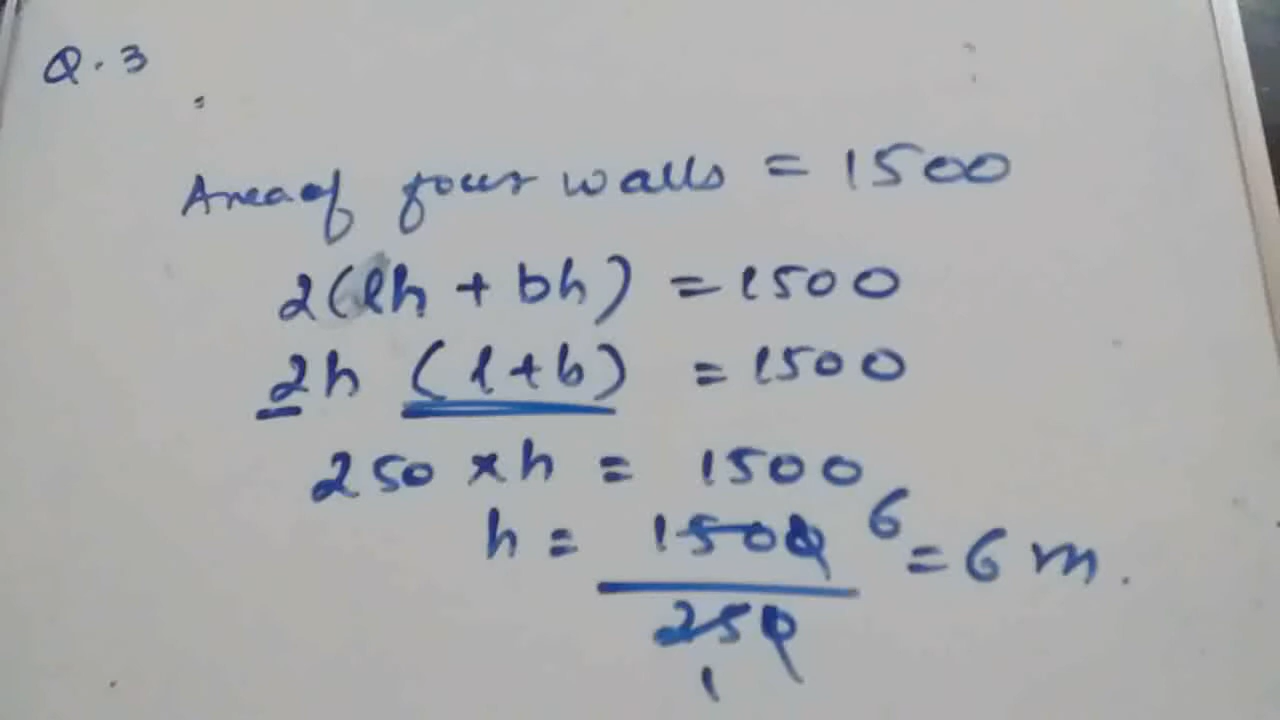 Q.3
Area of four walls = 1500
2(lh + bh) = 1500
2h (l+b) = 1500
250 × h = 1500
h = 1500 6 = 6 m.
250
1